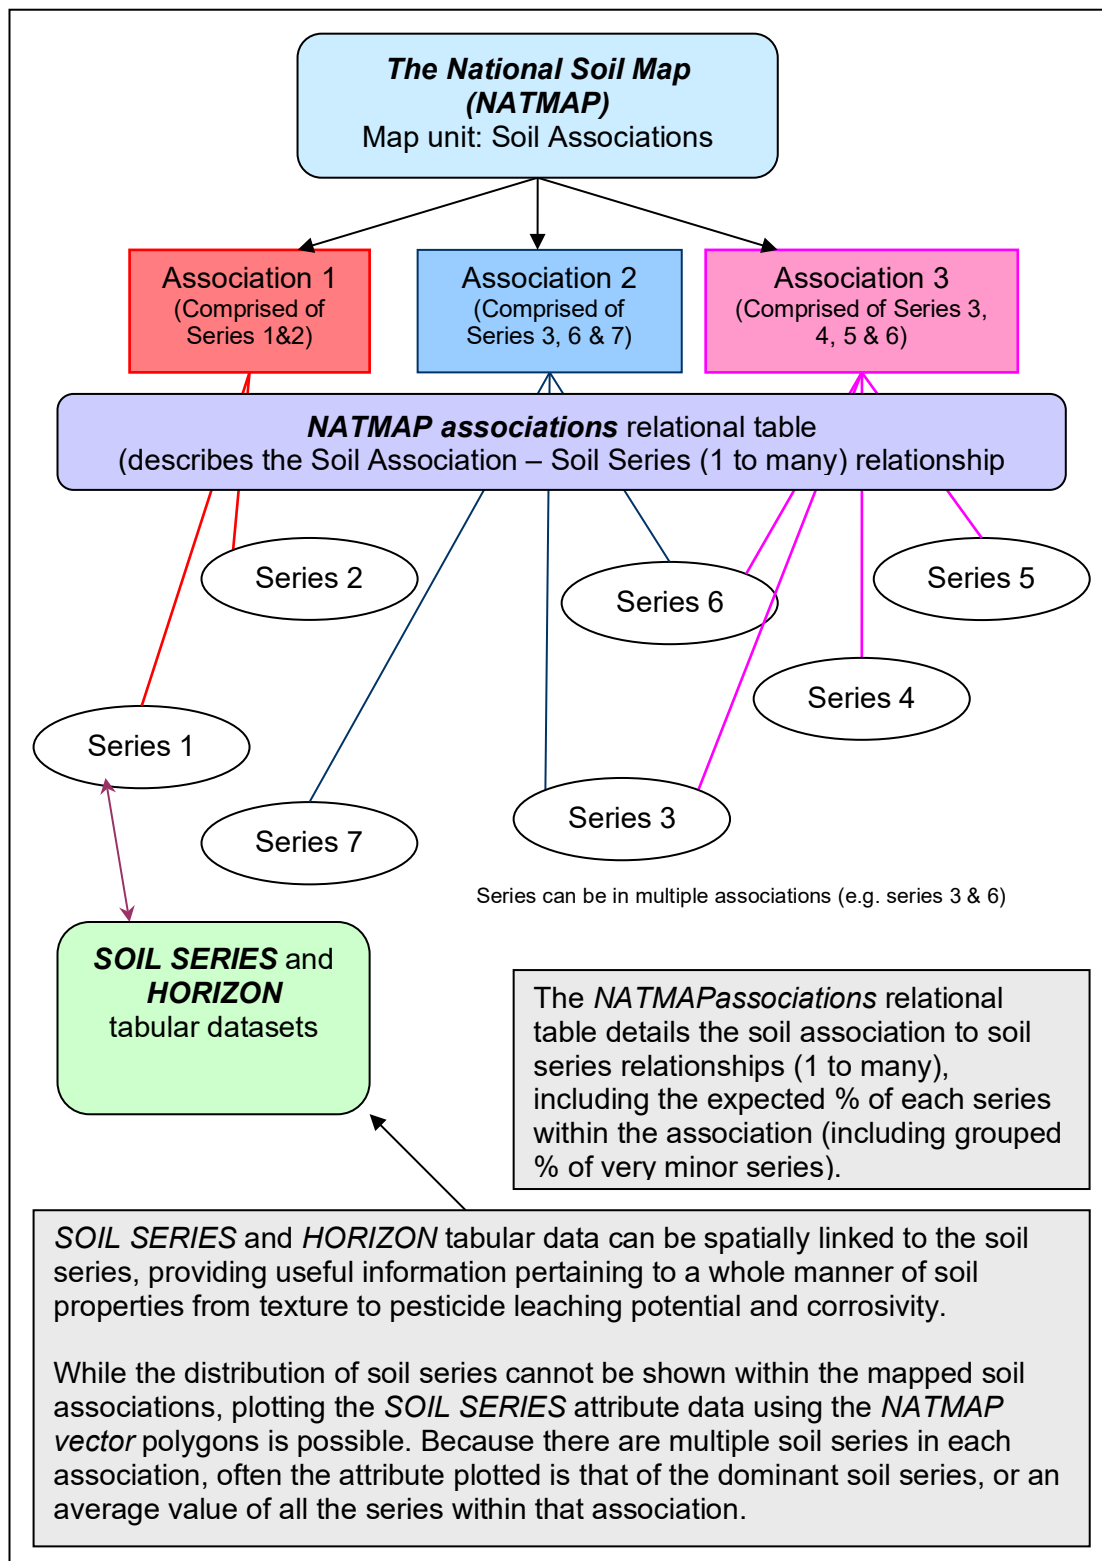 The National Soil Map
(NATMAP)
Map unit: Soil Associations
Association 1
(Comprised of
Series 1&2)
Association 2
(Comprised of
Series 3, 6 & 7)
Association 3
(Comprised of Series 3,
4, 5 & 6)
NATMAP associations relational table
(describes the Soil Association – Soil Series (1 to many) relationship
Series 2
Series 6
Series 5
Series 4
Series 1
Series 7
Series 3
Series can be in multiple associations (e.g. series 3 & 6)
SOIL SERIES and
HORIZON
tabular datasets
The NATMAPassociations relational
table details the soil association to soil
series relationships (1 to many),
including the expected % of each series
within the association (including grouped
% of very minor series).
SOIL SERIES and HORIZON tabular data can be spatially linked to the soil
series, providing useful information pertaining to a whole manner of soil
properties from texture to pesticide leaching potential and corrosivity.
While the distribution of soil series cannot be shown within the mapped soil
associations, plotting the SOIL SERIES attribute data using the NATMAP
vector polygons is possible. Because there are multiple soil series in each
association, often the attribute plotted is that of the dominant soil series, or an
average value of all the series within that association.